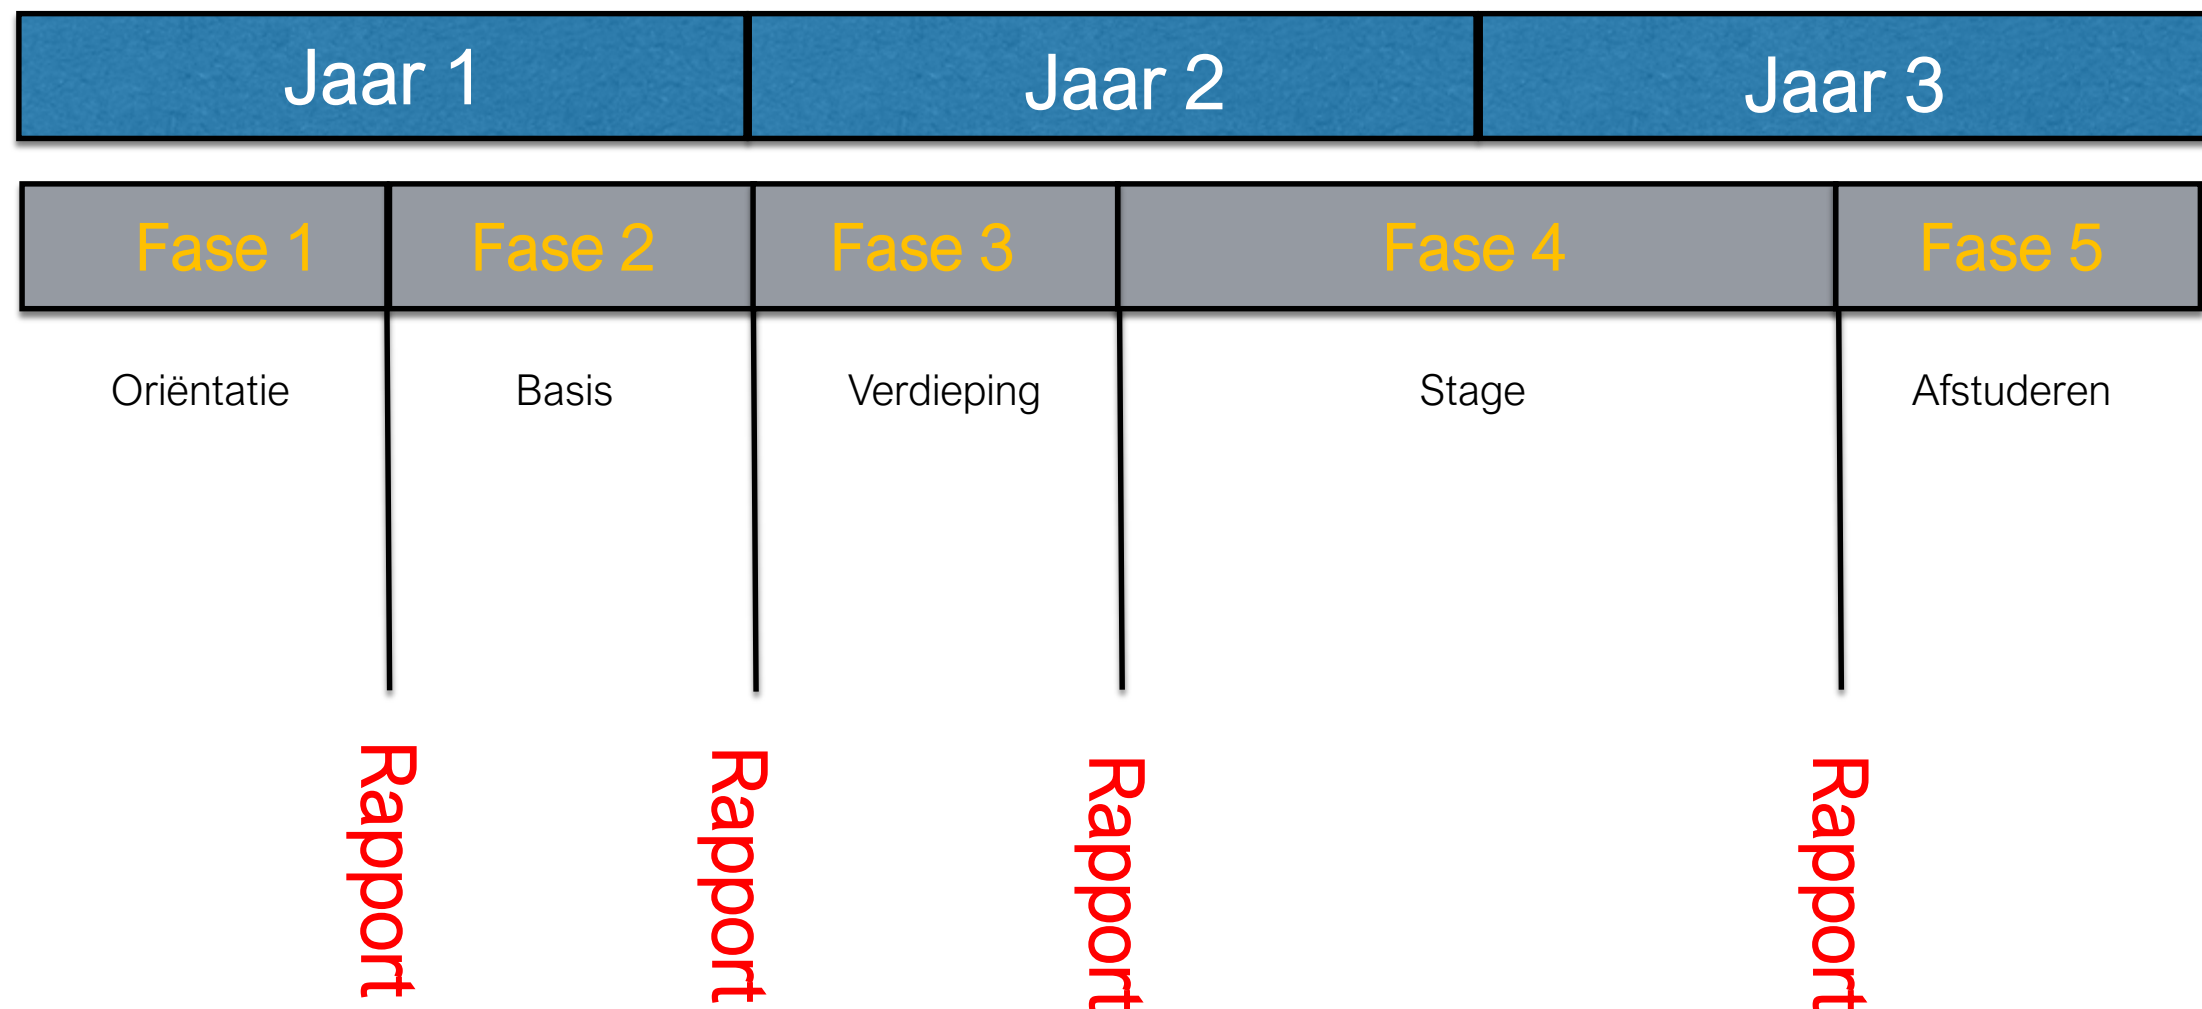 Jaar 1 Jaar 2 Jaar 3
Fase 1 Fase 2 Fase 3 Fase 4 Fase 5
Oriëntatie Basis Verdieping Stage Afstuderen
Rapport
Rapport
Rapport
Rapport